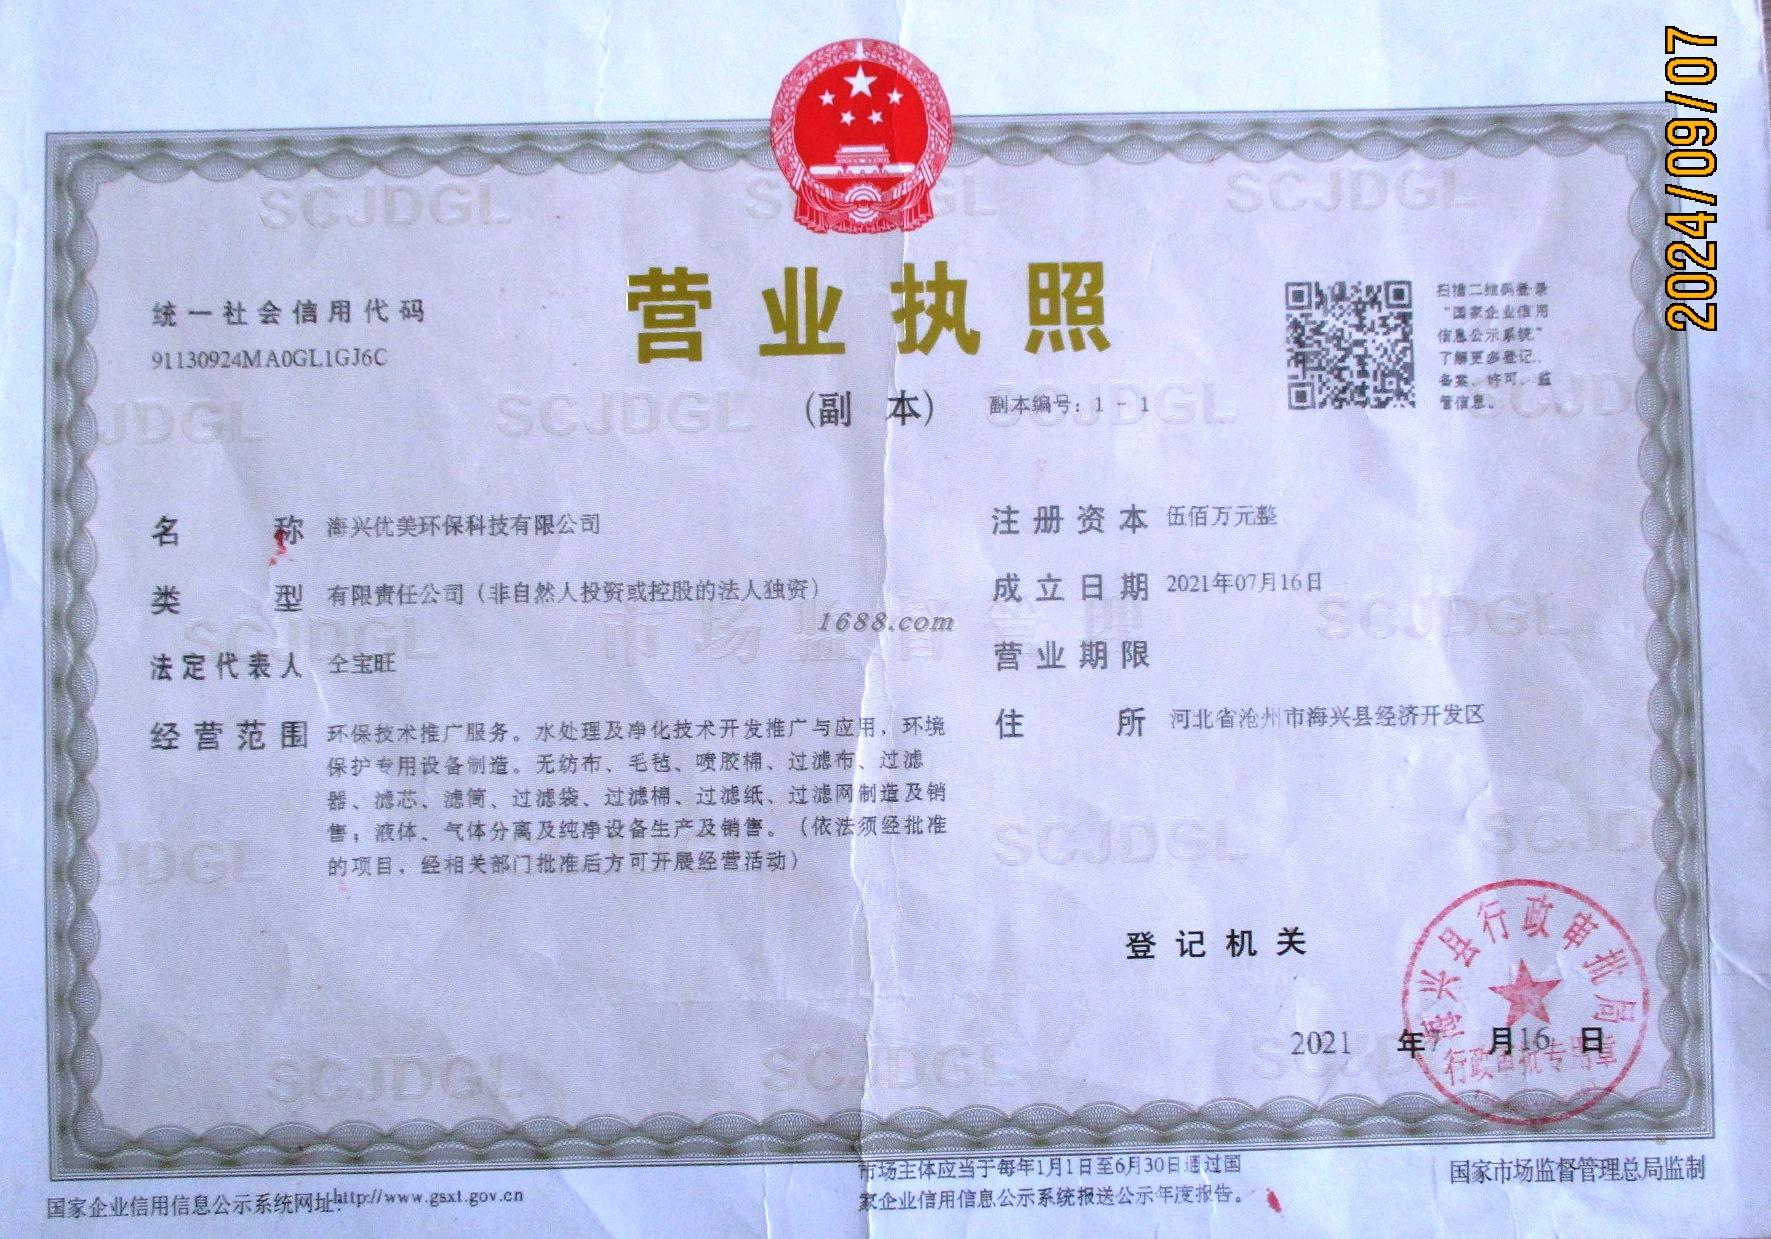 2024/09/07
营业执照
(副 本)
副本编号: 1 - 1
统一社会信用代码
91130924MA0GL1GJ6C
扫描二维码登录
“国家企业信用
信息公示系统”
了解更多登记、
备案、许可、监
管信息。
名 称 海兴优美环保科技有限公司
类 型 有限责任公司（非自然人投资或控股的法人独资）
法定代表人 仝宝旺
经营范围 环保技术推广服务。水处理及净化技术开发推广与应用，环境
保护专用设备制造。无纺布、毛毡、喷胶棉、过滤布、过滤
器、滤芯、滤筒、过滤袋、过滤棉、过滤纸、过滤网制造及销
售；液体、气体分离及纯净设备生产及销售。（依法须经批准
的项目，经相关部门批准后方可开展经营活动）
注册资本 伍佰万元整
成立日期 2021年07月16日
营业期限
住 所 河北省沧州市海兴县经济开发区
1688.com
市场监督管理
SCJDGL
登记机关
2021 年7 月16 日
海兴县行政审批局
行政审批专用章
国家企业信用信息公示系统网址:http://www.gsxt.gov.cn
市场主体应当于每年1月1日至6月30日通过国
家企业信用信息公示系统报送公示年度报告。
国家市场监督管理总局监制